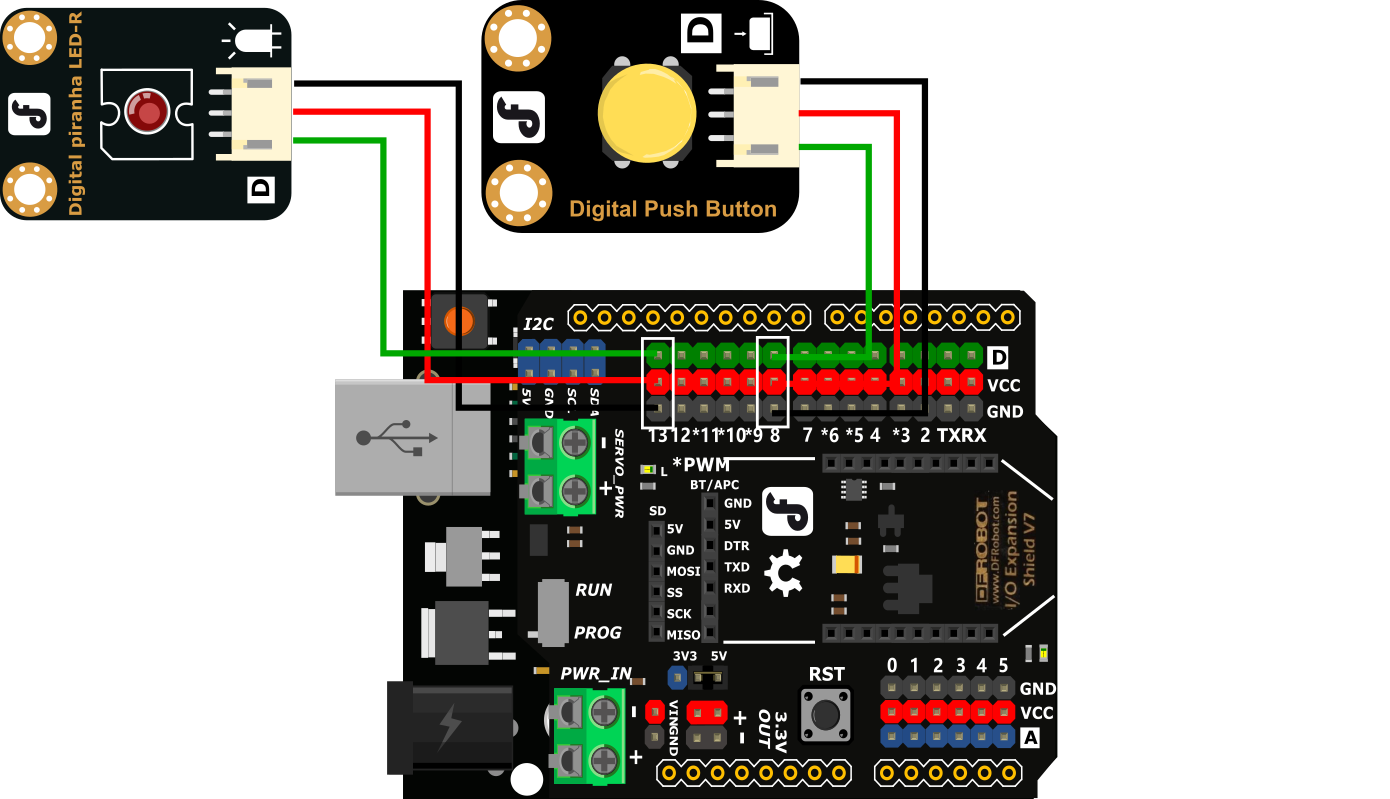 Digital piranha LED-R
D
D
Digital Push Button
I2C
5V
GND
SDA
D
VCC
GND
13 12 *11 *10 *9 8 7 *6 *5 4 *3 2 TX RX
SERVO_PWR
-
+
L
*PWM
BT/APC
GND
5V
DTR
TXD
RXD
SD
5V
GND
MOSI
SS
SCK
MISO
DFROBOT
www.DFRobot.com
I/O Expansion
Shield V7
RUN
PROG
3V3 5V
PWR_IN
-
+
VIN
GND
+
-
3.3V
OUT
RST
0 1 2 3 4 5
GND
VCC
A